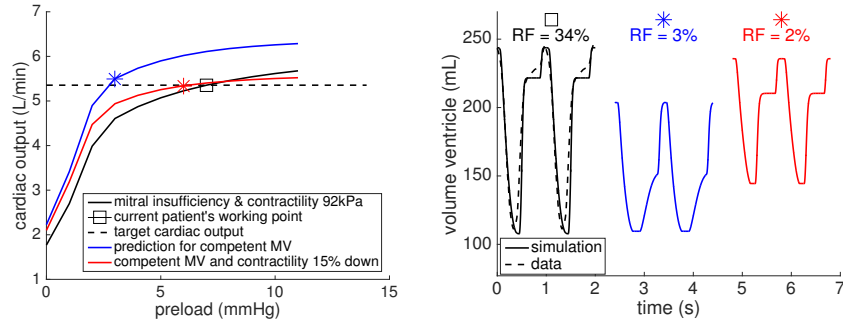 7
6
5
4
3
2
1
cardiac output (L/min)
0
5
10
15
preload (mmHg)
mitral insufficiency & contractility 92kPa
current patient's working point
target cardiac output
prediction for competent MV
competent MV and contractility 15% down
RF = 34%
RF = 3%
RF = 2%
250
200
150
100
volume ventricle (mL)
simulation
data
0
1
2
3
4
5
6
7
time (s)